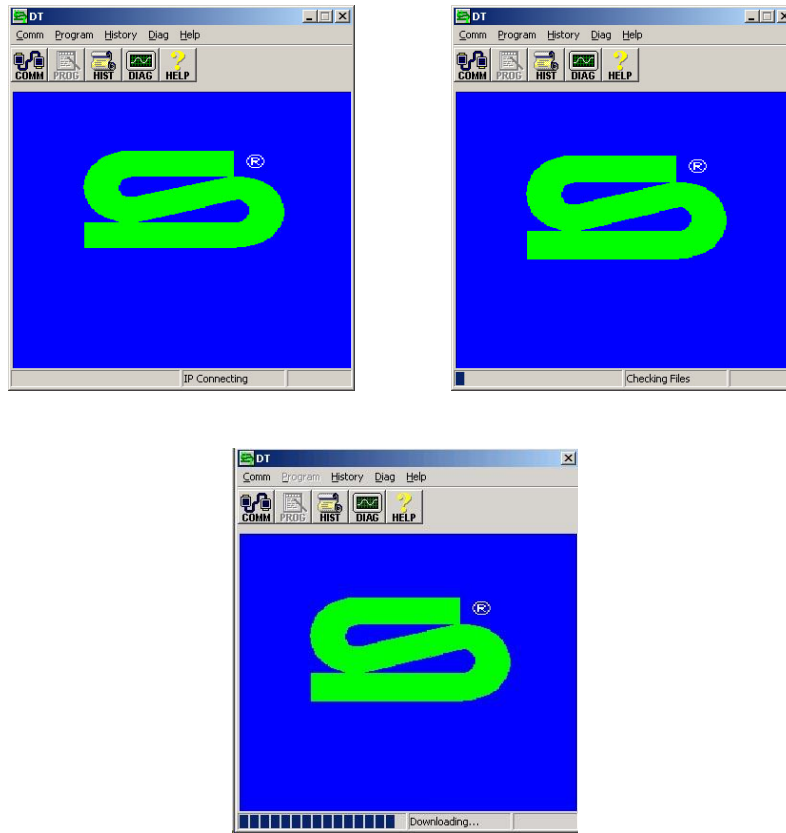 DT
Comm Program History Diag Help
COMM PROG HIST DIAG HELP
®
IP Connecting
DT
Comm Program History Diag Help
COMM PROG HIST DIAG HELP
®
Checking Files
DT
Comm Program History Diag Help
COMM PROG HIST DIAG HELP
®
Downloading...